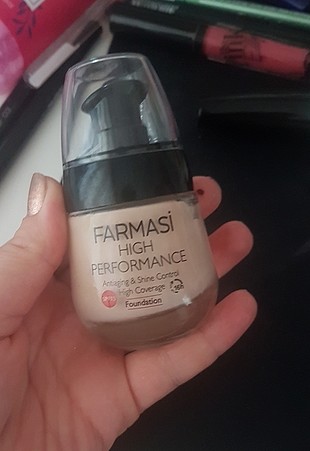 FARMASİ
HIGH
PERFORMANCE
Antiaging & Shine Control
High Coverage
Foundation